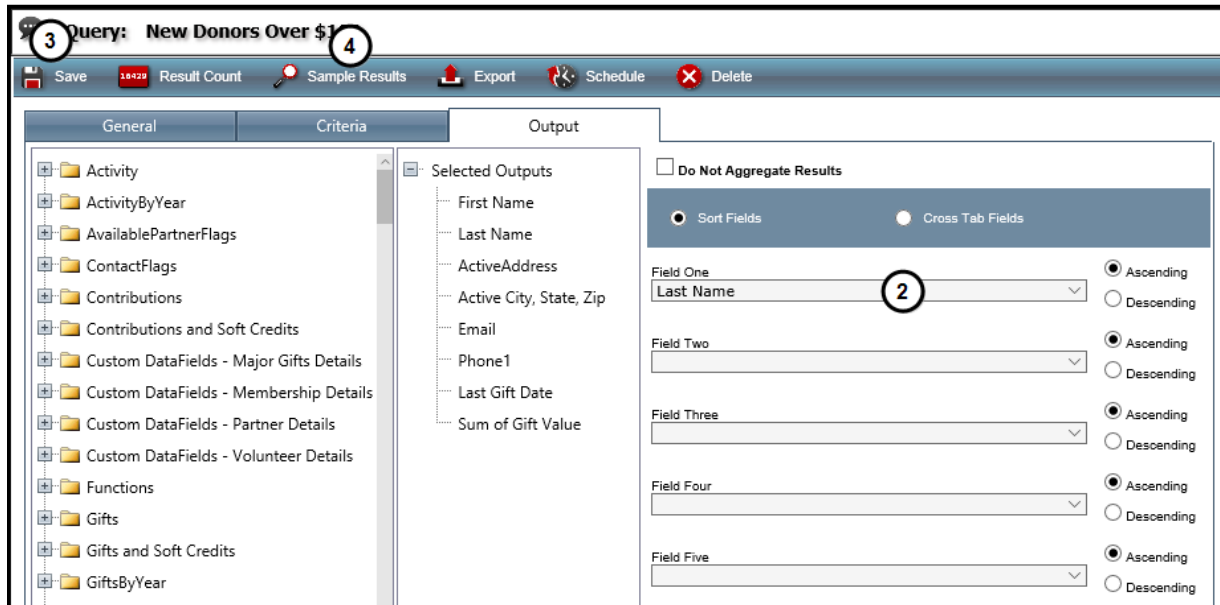 Query: New Donors Over $1
3
4
Save 16429 Result Count Sample Results Export Schedule Delete
General Criteria Output
Activity
ActivityByYear
AvailablePartnerFlags
ContactFlags
Contributions
Contributions and Soft Credits
Custom DataFields - Major Gifts Details
Custom DataFields - Membership Details
Custom DataFields - Partner Details
Custom DataFields - Volunteer Details
Functions
Gifts
Gifts and Soft Credits
GiftsByYear
Selected Outputs
First Name
Last Name
ActiveAddress
Active City, State, Zip
Email
Phone1
Last Gift Date
Sum of Gift Value
Do Not Aggregate Results
Sort Fields Cross Tab Fields
Field One
Last Name
2
Ascending
Descending
Field Two
Ascending
Descending
Field Three
Ascending
Descending
Field Four
Ascending
Descending
Field Five
Ascending
Descending